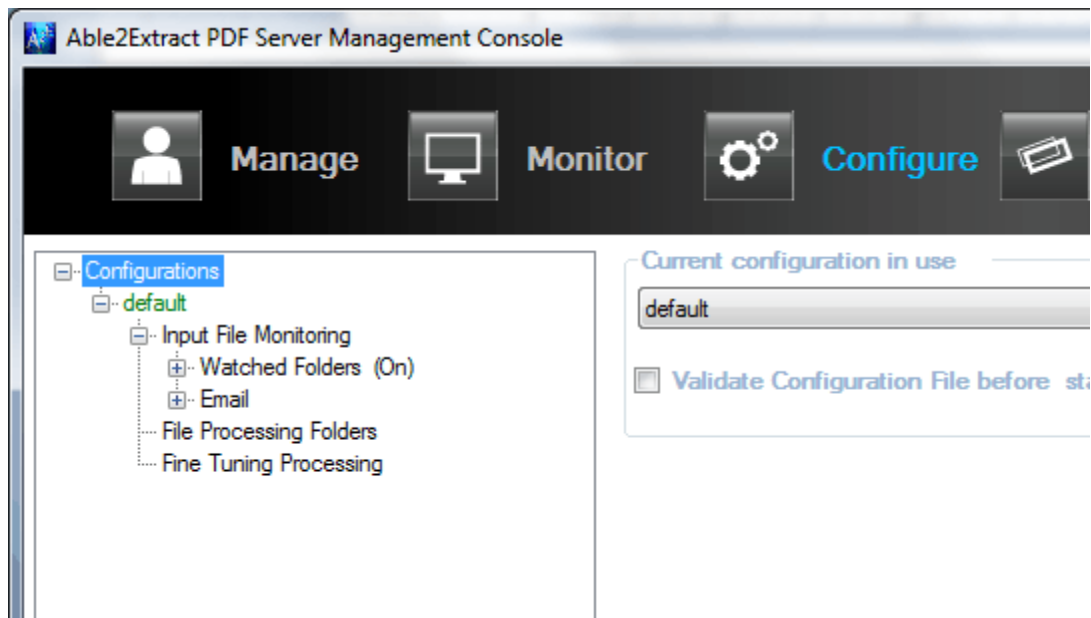 Able2Extract PDF Server Management Console
Manage Monitor Configure
Configurations
default
Input File Monitoring
Watched Folders (On)
Email
File Processing Folders
Fine Tuning Processing
Current configuration in use
default
Validate Configuration File before